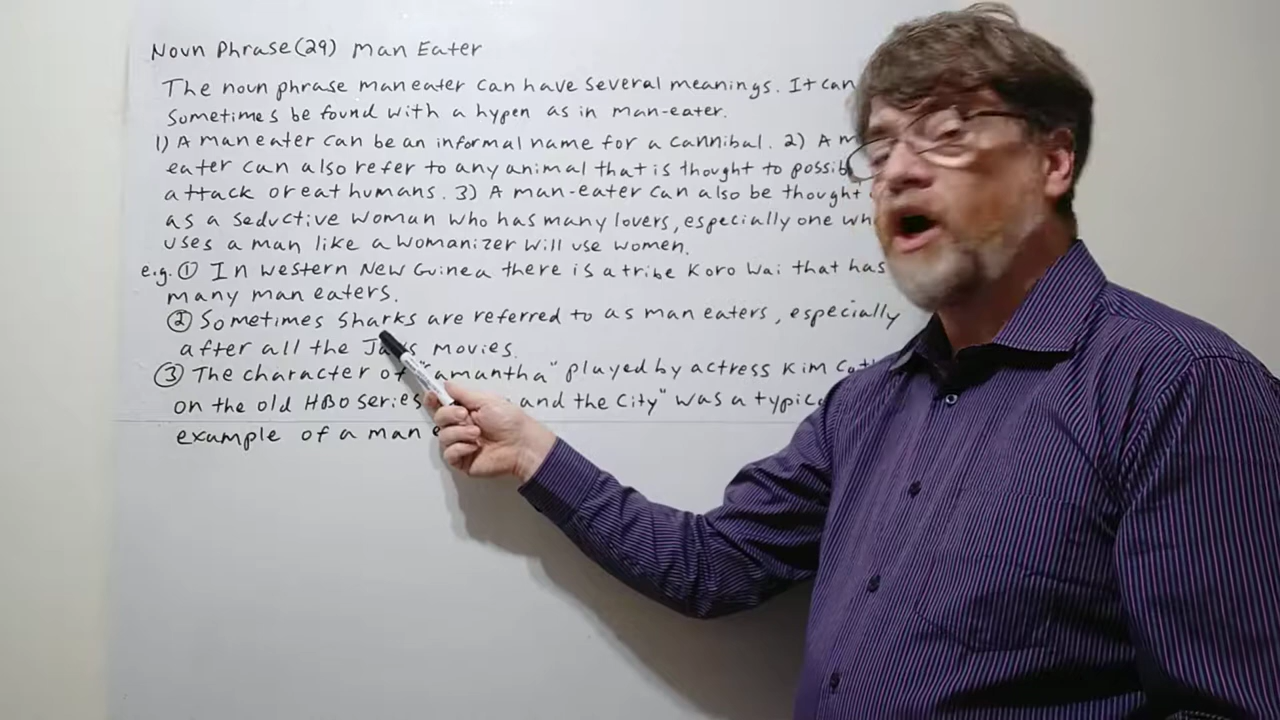 Noun Phrase (29) Man Eater
The noun phrase man eater can have several meanings. It can
sometimes be found with a hypen as in man-eater.
1) A man eater can be an informal name for a cannibal. 2) A
eater can also refer to any animal that is thought to
attack or eat humans. 3) A man-eater can also be thought
as a seductive woman who has many lovers, especially one
uses a man like a womanizer will use women.
e.g. ① In western New Guinea there is a tribe Koro wai that has
many man eaters.
② Sometimes sharks are referred to as man eaters, especially
after all the movies.
③ The character of played by actress Kim
on the old HBO series and the City" was a
example of a man